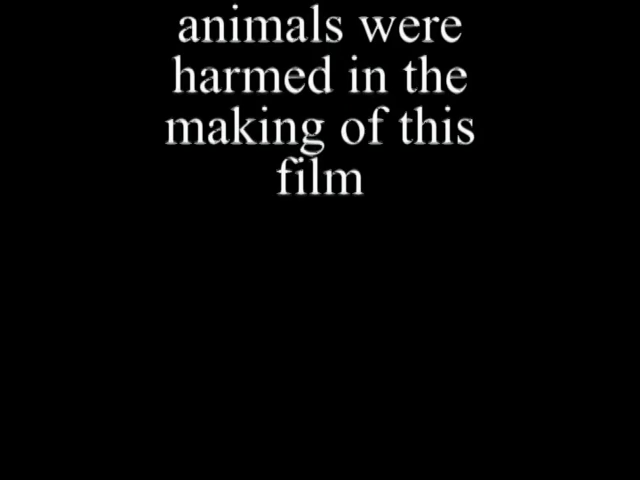 animals were
harmed in the
making of this
film